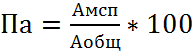 Па = Амсп / Аобщ * 100